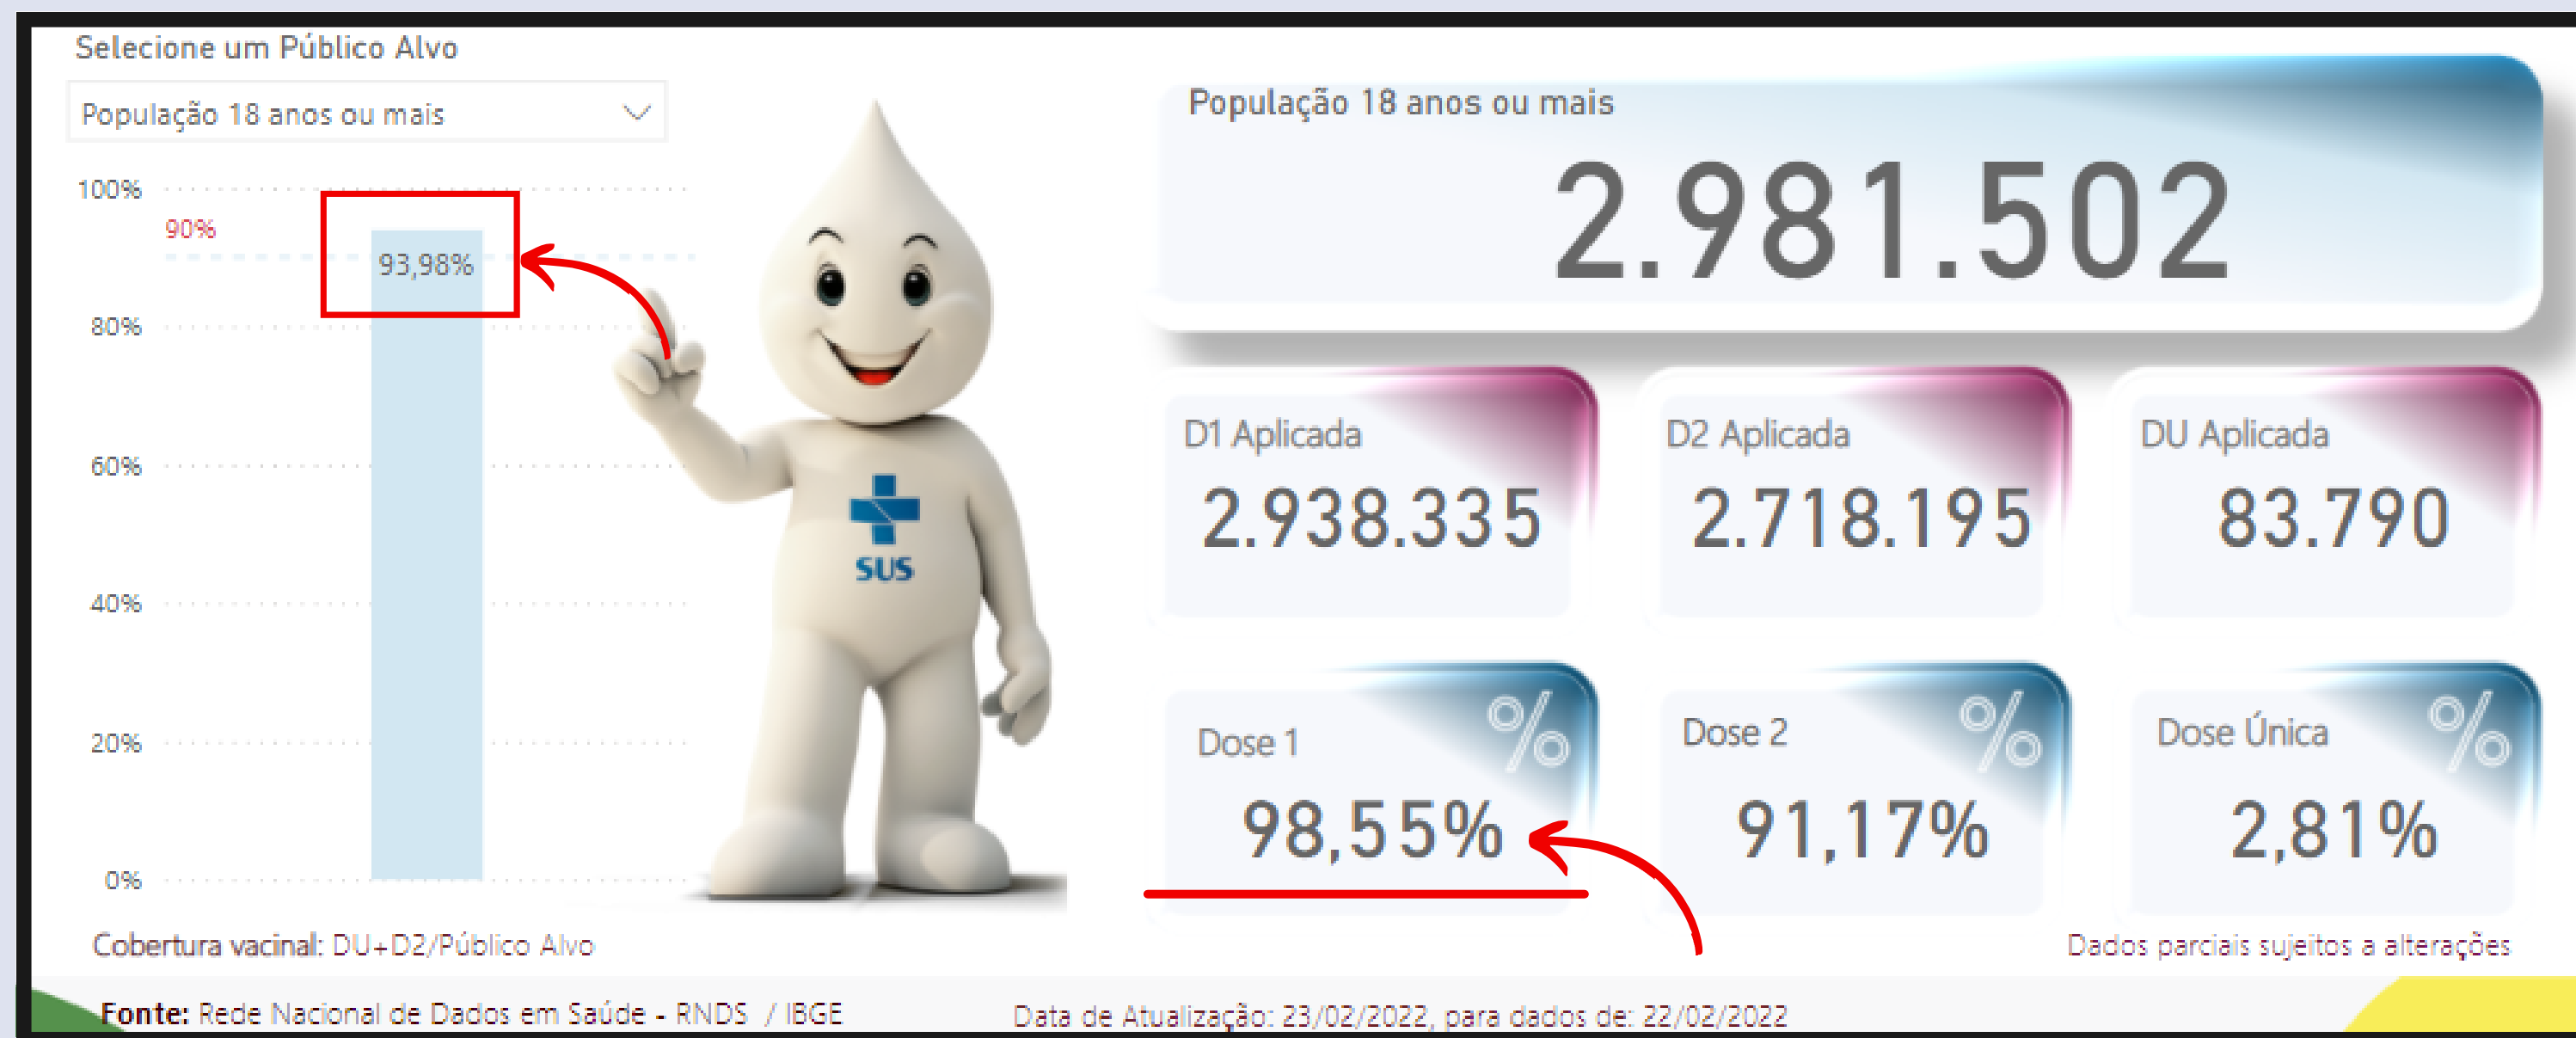 Selecione um Público Alvo
População 18 anos ou mais
100%
90%
93,98%
80%
60%
40%
20%
0%
Cobertura vacinal: DU+D2/Público Alvo
SUS
População 18 anos ou mais
2.981.502
D1 Aplicada
2.938.335
D2 Aplicada
2.718.195
DU Aplicada
83.790
Dose 1
%
98,55%
Dose 2
%
91,17%
Dose Única
%
2,81%
Dados parciais sujeitos a alterações
Fonte: Rede Nacional de Dados em Saúde - RNDS / IBGE
Data de Atualização: 23/02/2022, para dados de: 22/02/2022